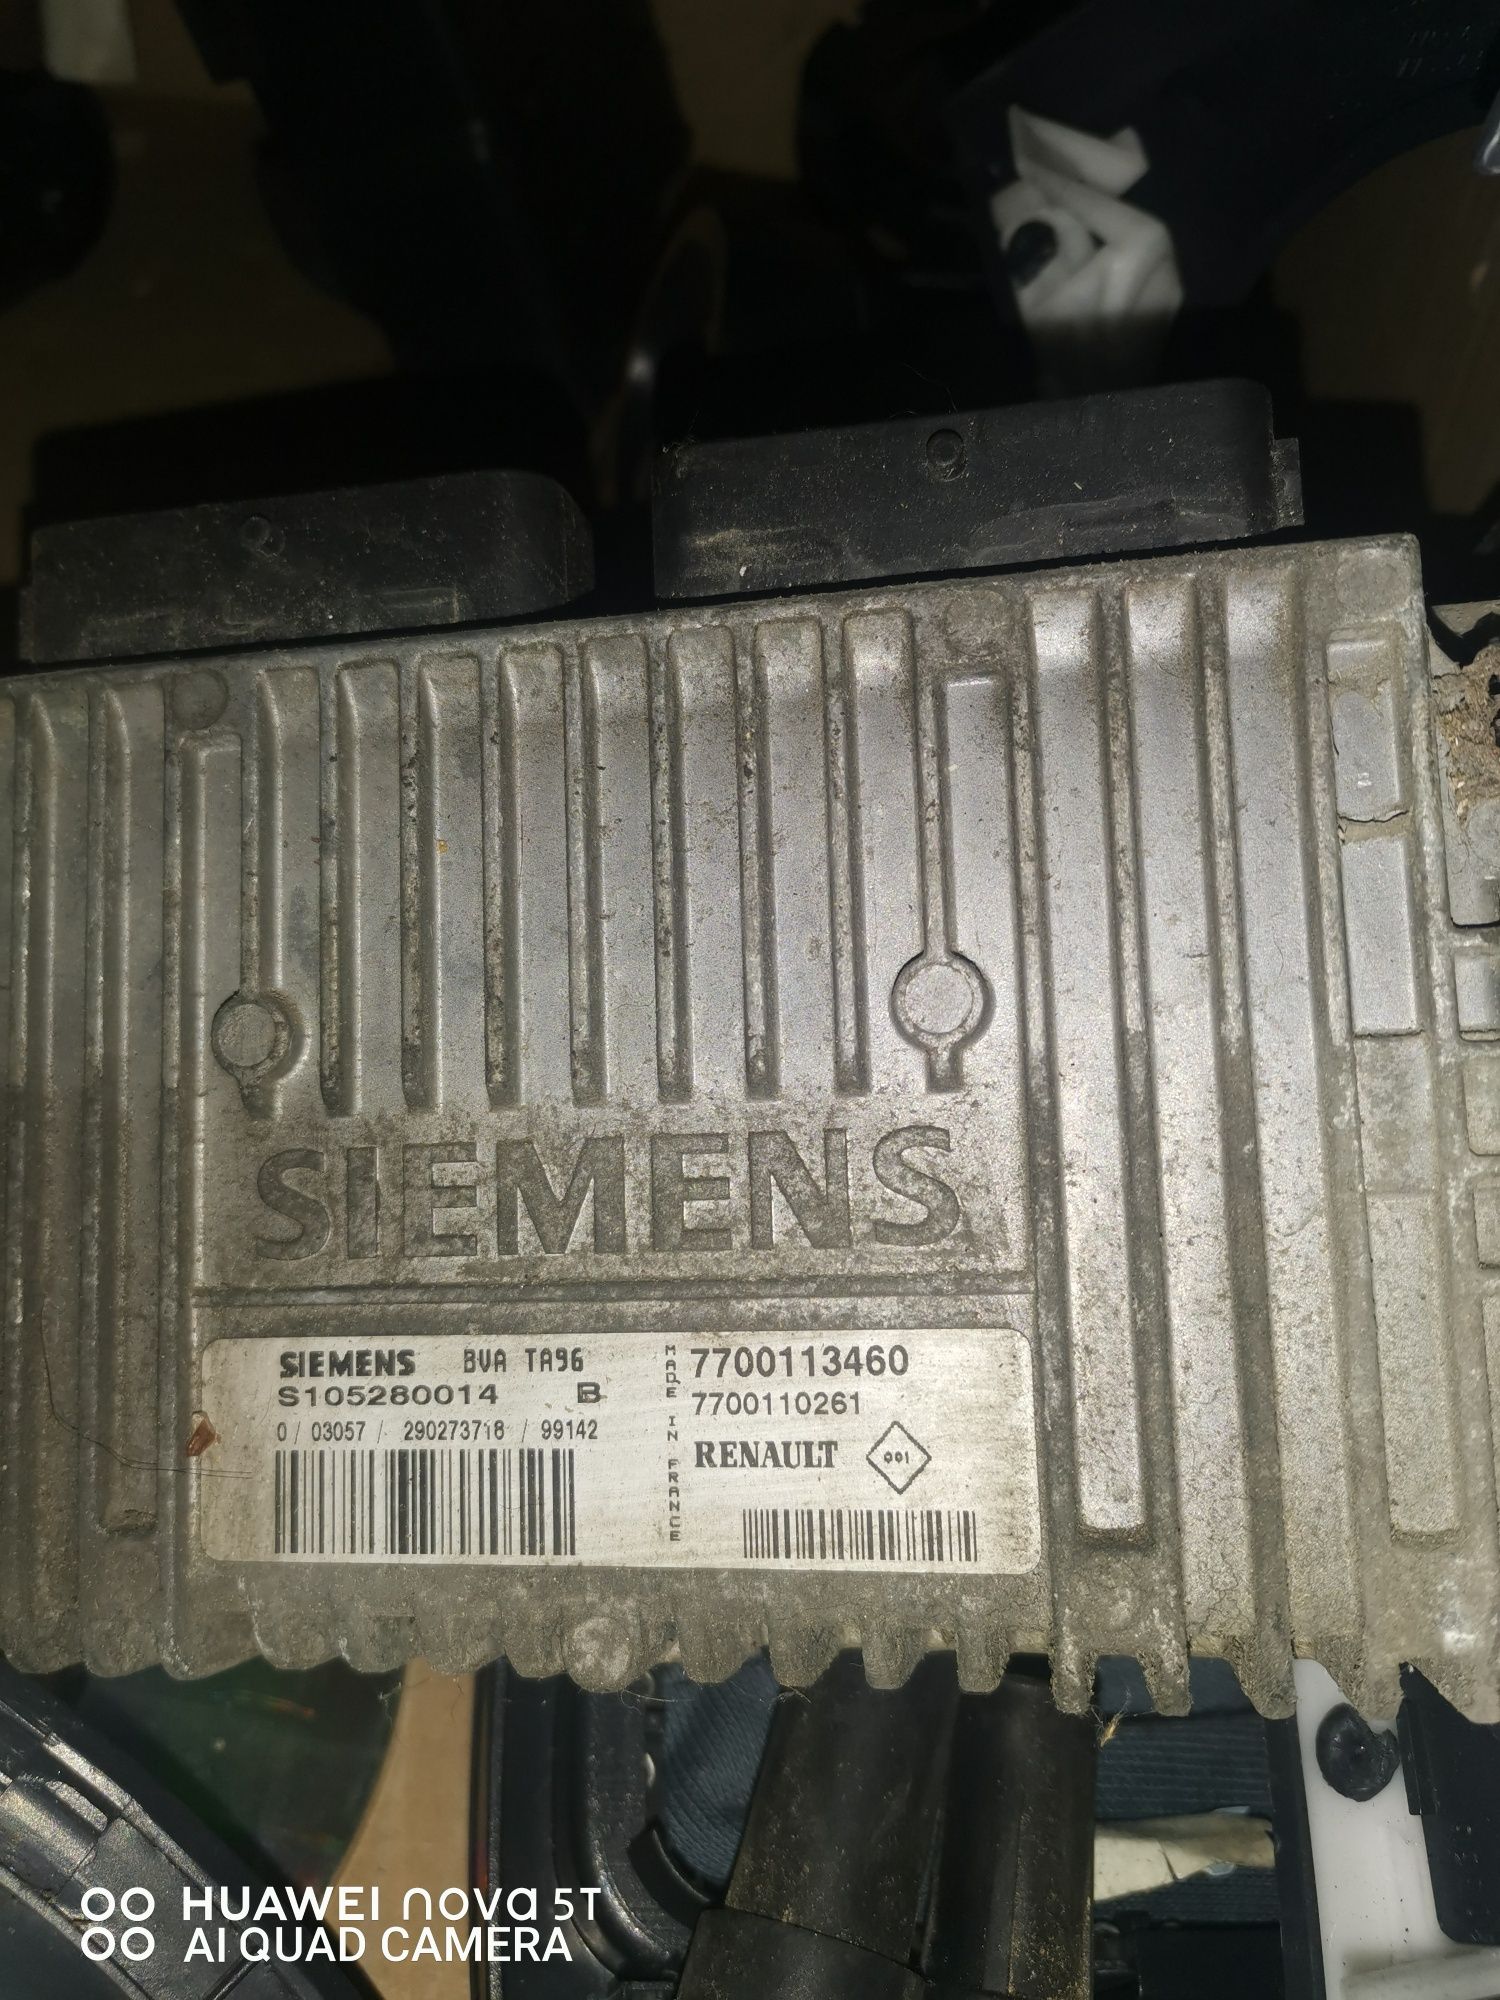 SIEMENS
SIEMENS BVA TA96
S105280014 B
0 / 03057 / 290273718 / 99142
MADE IN FRANCE
7700113460
7700110261
RENAULT 001
HUAWEI nova 5T
AI QUAD CAMERA